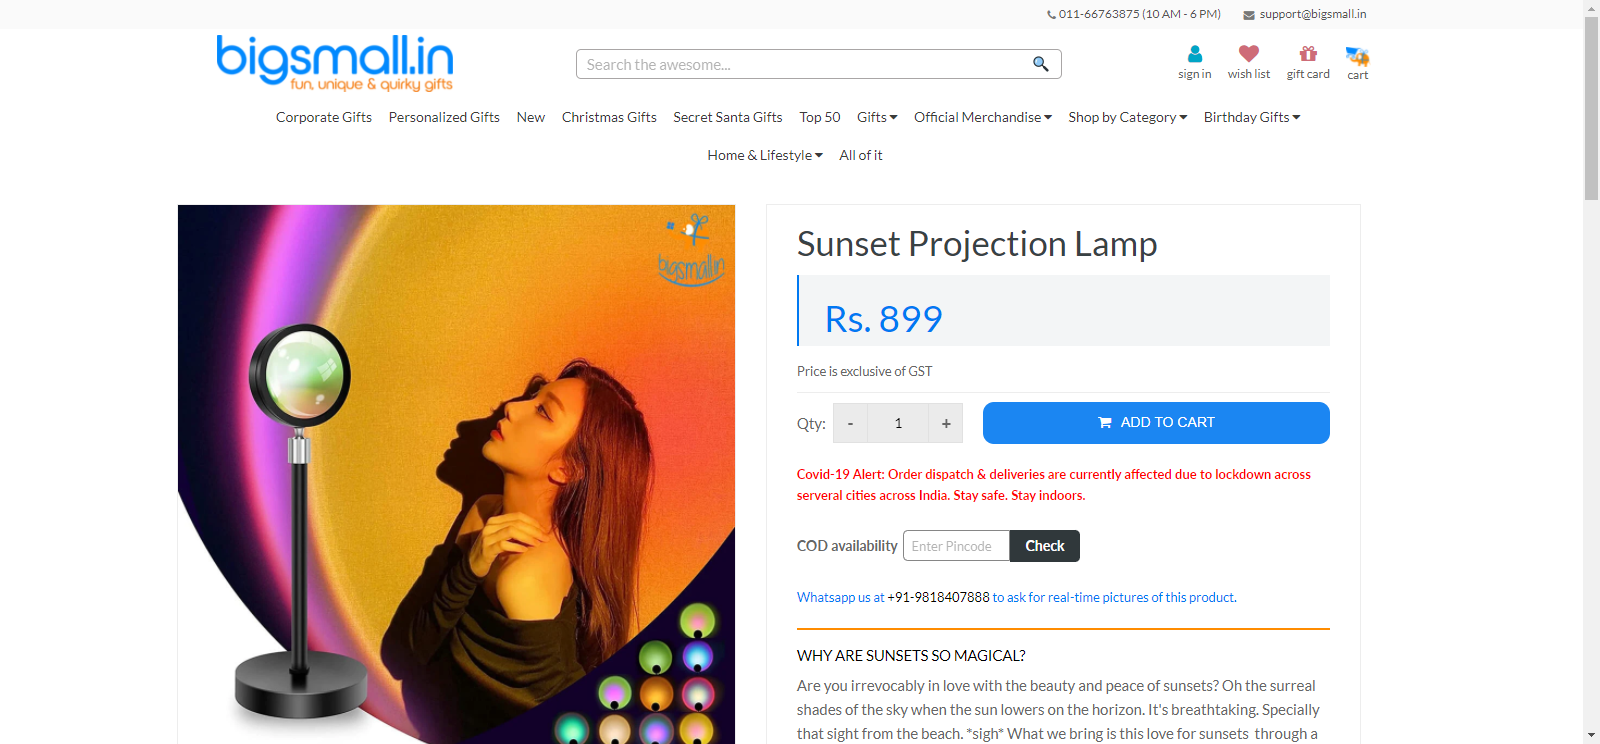 011-66763875 (10 AM - 6 PM) support@bigsmall.in
bigsmall.in
fun, unique & quirky gifts
Search the awesome...
sign in wish list gift card cart
Corporate Gifts Personalized Gifts New Christmas Gifts Secret Santa Gifts Top 50 Gifts Official Merchandise Shop by Category Birthday Gifts
Home & Lifestyle All of it
bigsmall.in
Sunset Projection Lamp
Rs. 899
Price is exclusive of GST
Qty: - 1 + ADD TO CART
Covid-19 Alert: Order dispatch & deliveries are currently affected due to lockdown across
serveral cities across India. Stay safe. Stay indoors.
COD availability Enter Pincode Check
Whatsapp us at +91-9818407888 to ask for real-time pictures of this product.
WHY ARE SUNSETS SO MAGICAL?
Are you irrevocably in love with the beauty and peace of sunsets? Oh the surreal
shades of the sky when the sun lowers on the horizon. It's breathtaking. Specially
that sight from the beach. *sigh* What we bring is this love for sunsets through a